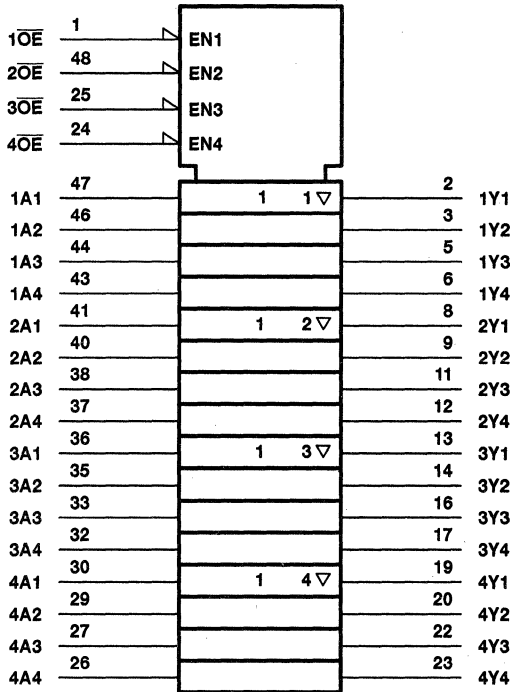 1O̅E̅ 1 EN1
2O̅E̅ 48 EN2
3O̅E̅ 25 EN3
4O̅E̅ 24 EN4
1A1 47 1 1 ▽ 2 1Y1
1A2 46 3 1Y2
1A3 44 5 1Y3
1A4 43 6 1Y4
2A1 41 1 2 ▽ 8 2Y1
2A2 40 9 2Y2
2A3 38 11 2Y3
2A4 37 12 2Y4
3A1 36 1 3 ▽ 13 3Y1
3A2 35 14 3Y2
3A3 33 16 3Y3
3A4 32 17 3Y4
4A1 30 1 4 ▽ 19 4Y1
4A2 29 20 4Y2
4A3 27 22 4Y3
4A4 26 23 4Y4